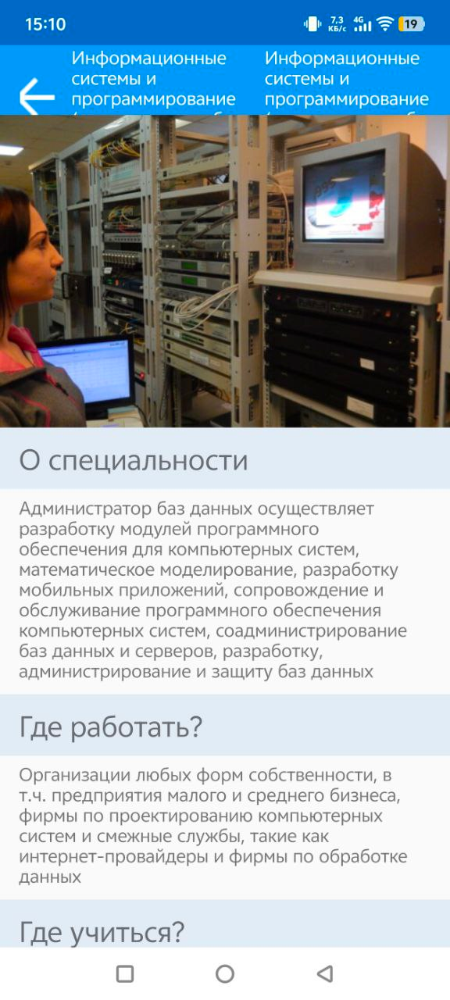 15:10
7,3 КБ/с 4G 19
Информационные
системы и
программирование
Информационные
системы и
программирование
О специальности
Администратор баз данных осуществляет
разработку модулей программного
обеспечения для компьютерных систем,
математическое моделирование, разработку
мобильных приложений, сопровождение и
обслуживание программного обеспечения
компьютерных систем, соадминистрирование
баз данных и серверов, разработку,
администрирование и защиту баз данных
Где работать?
Организации любых форм собственности, в
т.ч. предприятия малого и среднего бизнеса,
фирмы по проектированию компьютерных
систем и смежные службы, такие как
интернет-провайдеры и фирмы по обработке
данных
Где учиться?